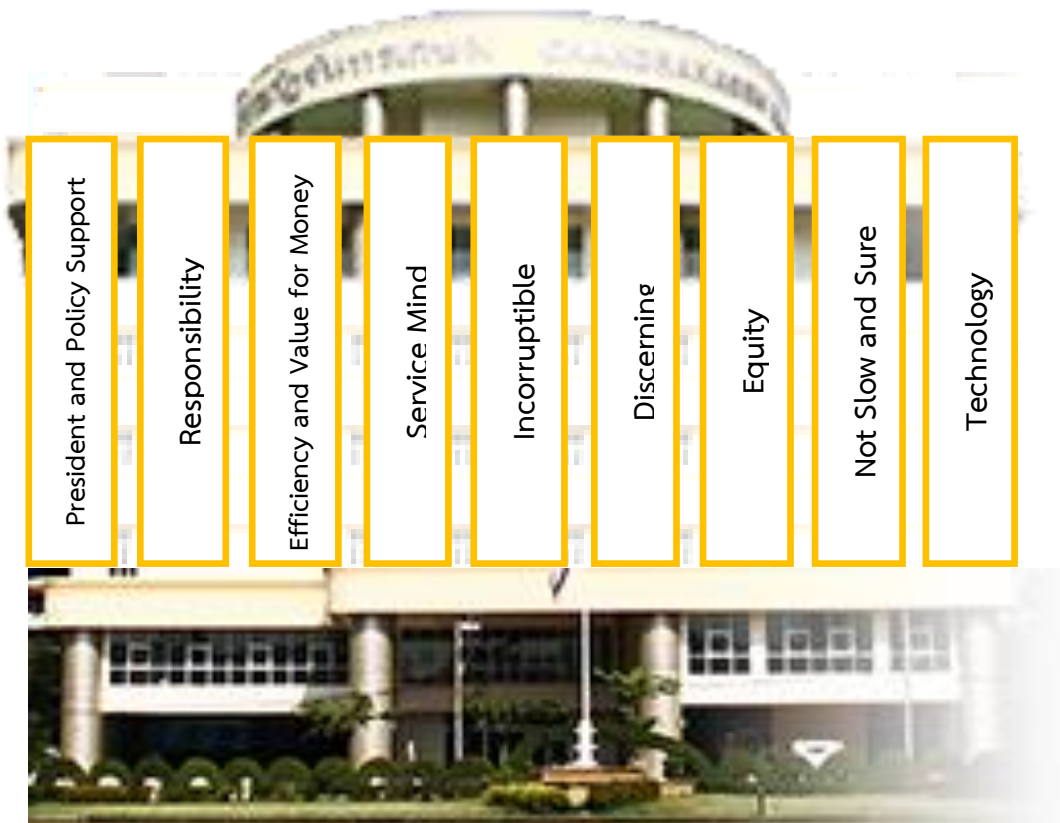 CHANDRAKASEM
President and Policy Support
Responsibility
Efficiency and Value for Money
Service Mind
Incorruptible
Discerning
Equity
Not Slow and Sure
Technology